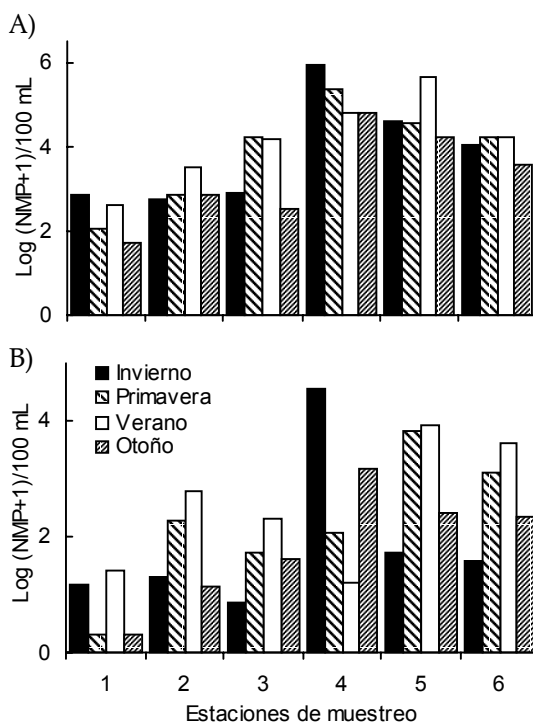 A)
6
4
2
0
Log (NMP+1)/100 mL
B)
Invierno
Primavera
Verano
Otoño
4
2
0
Log (NMP+1)/100 mL
1 2 3 4 5 6
Estaciones de muestreo